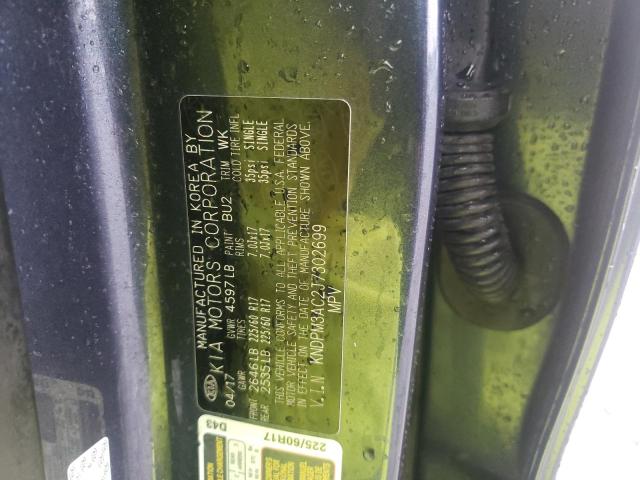 MANUFACTURED IN KOREA BY
KIA MOTORS CORPORATION
04/17 GVWR 4597LB PAINT BU2 TRIM WK
GAWR TIRES RIMS COLD TIRE INFL
FRONT 2646LB 225/60 R17 7.0Jx17 35psi SINGLE
REAR 2535LB 225/60 R17 7.0Jx17 35psi SINGLE
THIS VEHICLE CONFORMS TO ALL APPLICABLE U.S.A. FEDERAL
MOTOR VEHICLE SAFETY AND THEFT PREVENTION STANDARDS
IN EFFECT ON THE DATE OF MANUFACTURE SHOWN ABOVE.
V.I.N : KNDPM3AC2J7302699
MPV
D43
225/60R17